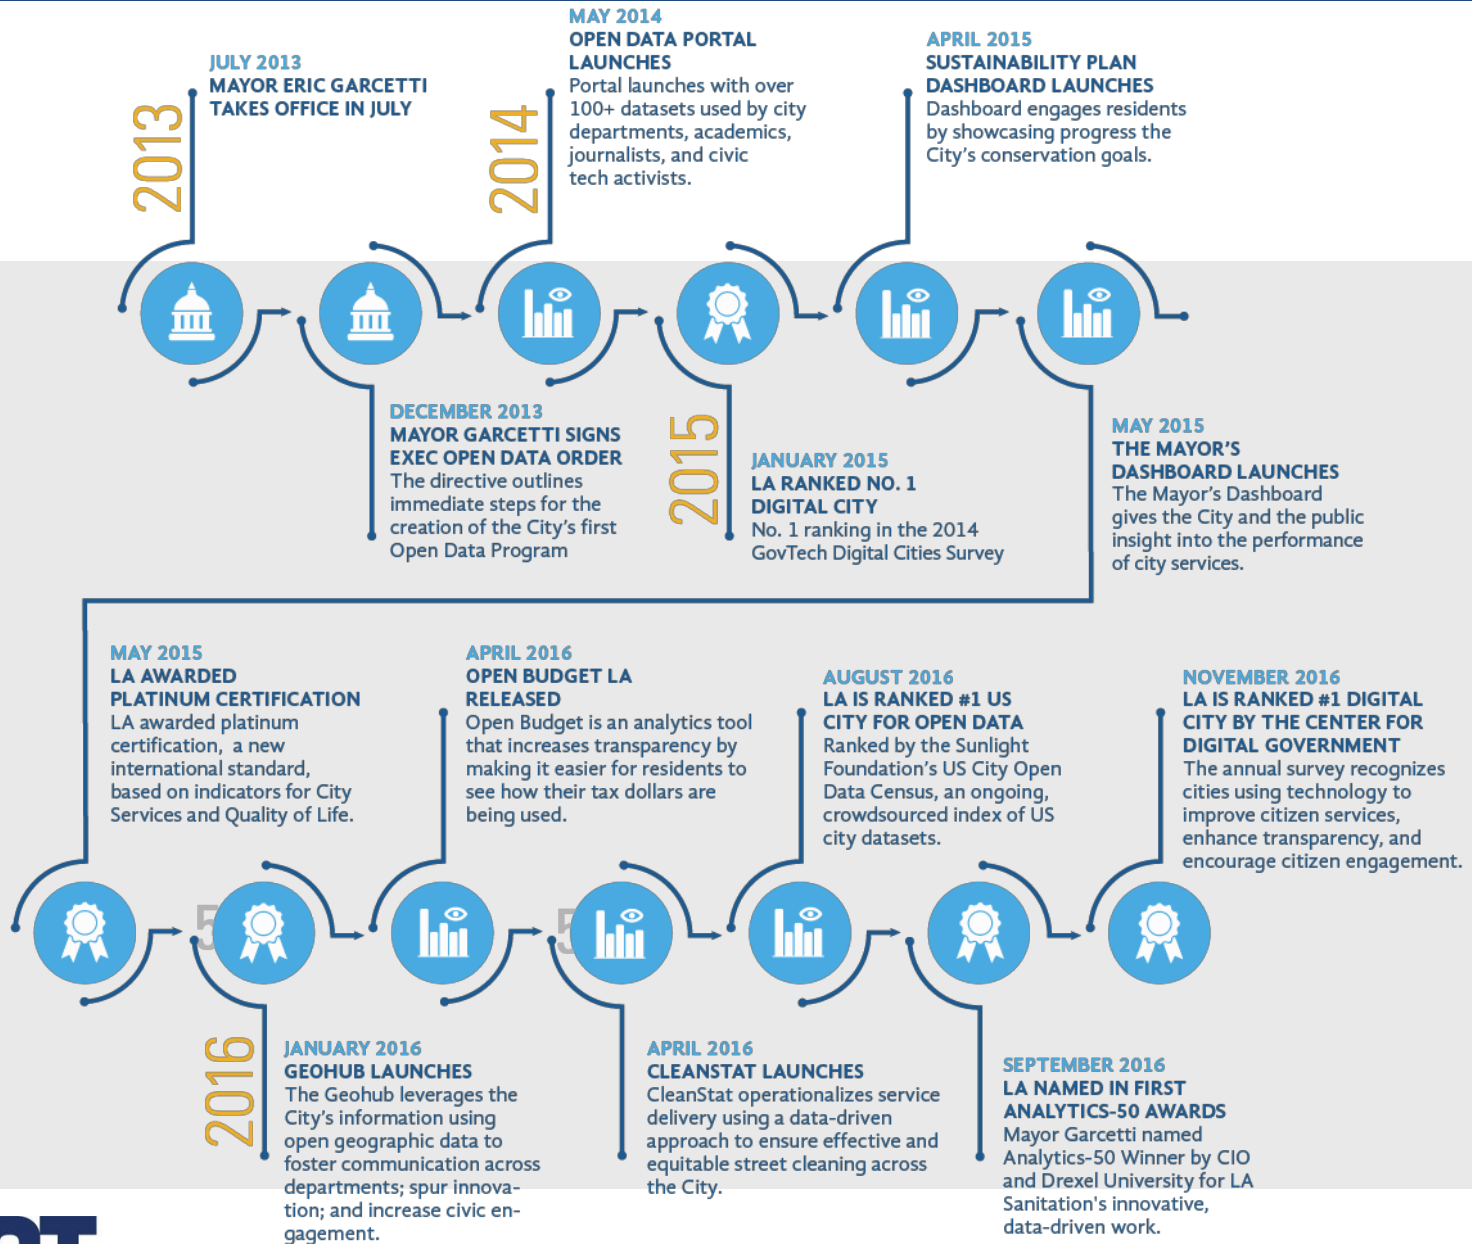 JULY 2013
MAYOR ERIC GARCETTI
TAKES OFFICE IN JULY
2013
MAY 2014
OPEN DATA PORTAL
LAUNCHES
Portal launches with over
100+ datasets used by city
departments, academics,
journalists, and civic
tech activists.
2014
APRIL 2015
SUSTAINABILITY PLAN
DASHBOARD LAUNCHES
Dashboard engages residents
by showcasing progress the
City's conservation goals.
DECEMBER 2013
MAYOR GARCETTI SIGNS
EXEC OPEN DATA ORDER
The directive outlines
immediate steps for the
creation of the City's first
Open Data Program
2015
JANUARY 2015
LA RANKED NO. 1
DIGITAL CITY
No. 1 ranking in the 2014
GovTech Digital Cities Survey
MAY 2015
THE MAYOR'S
DASHBOARD LAUNCHES
The Mayor's Dashboard
gives the City and the public
insight into the performance
of city services.
MAY 2015
LA AWARDED
PLATINUM CERTIFICATION
LA awarded platinum
certification,  a new
international standard,
based on indicators for City
Services and Quality of Life.
APRIL 2016
OPEN BUDGET LA
RELEASED
Open Budget is an analytics tool
that increases transparency by
making it easier for residents to
see how their tax dollars are
being used.
AUGUST 2016
LA IS RANKED #1 US
CITY FOR OPEN DATA
Ranked by the Sunlight
Foundation's US City Open
Data Census, an ongoing,
crowdsourced index of US
city datasets.
NOVEMBER 2016
LA IS RANKED #1 DIGITAL
CITY BY THE CENTER FOR
DIGITAL GOVERNMENT
The annual survey recognizes
cities using technology to
improve citizen services,
enhance transparency, and
encourage citizen engagement.
5
5
2016
JANUARY 2016
GEOHUB LAUNCHES
The Geohub leverages the
City's information using
open geographic data to
foster communication across
departments; spur innova-
tion; and increase civic en-
gagement.
APRIL 2016
CLEANSTAT LAUNCHES
CleanStat operationalizes service
delivery using a data-driven
approach to ensure effective and
equitable street cleaning across
the City.
SEPTEMBER 2016
LA NAMED IN FIRST
ANALYTICS-50 AWARDS
Mayor Garcetti named
Analytics-50 Winner by CIO
and Drexel University for LA
Sanitation's innovative,
data-driven work.